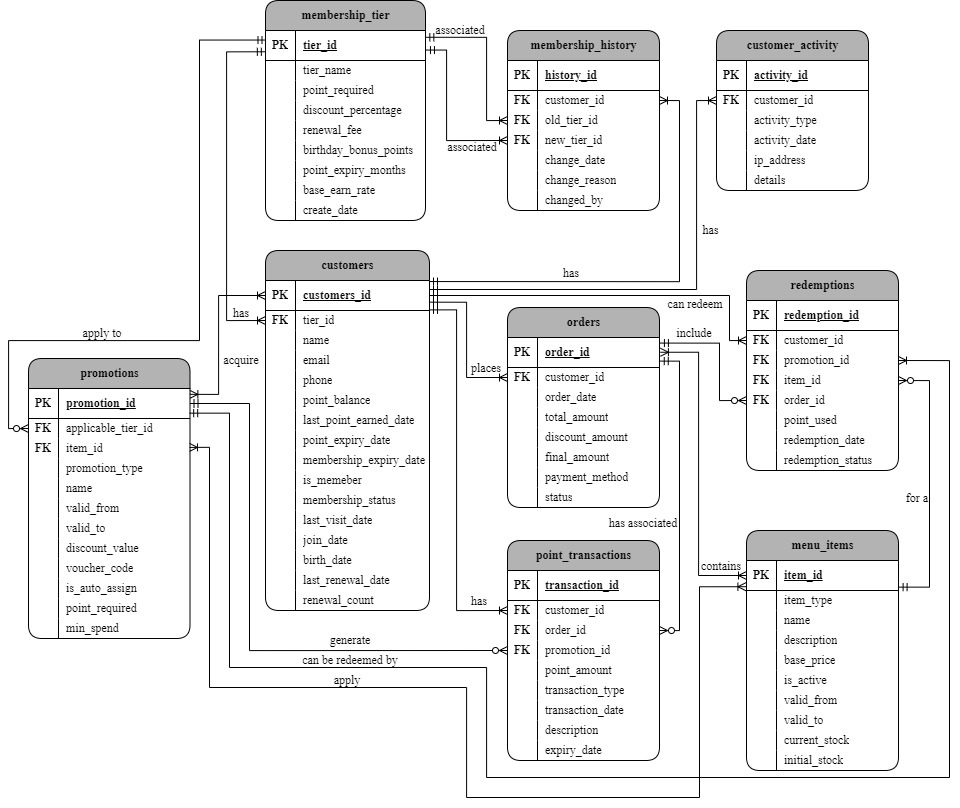 membership_tier
PK tier_id
tier_name
point_required
discount_percentage
renewal_fee
birthday_bonus_points
point_expiry_months
base_earn_rate
create_date
associated
associated
membership_history
PK history_id
FK customer_id
FK old_tier_id
FK new_tier_id
change_date
change_reason
changed_by
customer_activity
PK activity_id
FK customer_id
activity_type
activity_date
ip_address
details
has
has
can redeem
has
apply to
acquire
customers
PK customers_id
FK tier_id
name
email
phone
point_balance
last_point_earned_date
point_expiry_date
membership_expiry_date
is_memeber
membership_status
last_visit_date
join_date
birth_date
last_renewal_date
renewal_count
places
include
orders
PK order_id
FK customer_id
order_date
total_amount
discount_amount
final_amount
payment_method
status
redemptions
PK redemption_id
FK customer_id
FK promotion_id
FK item_id
FK order_id
point_used
redemption_date
redemption_status
promotions
PK promotion_id
FK applicable_tier_id
FK item_id
promotion_type
name
valid_from
valid_to
discount_value
voucher_code
is_auto_assign
point_required
min_spend
for a
has associated
contains
has
generate
can be redeemed by
apply
point_transactions
PK transaction_id
FK customer_id
FK order_id
FK promotion_id
point_amount
transaction_type
transaction_date
description
expiry_date
menu_items
PK item_id
item_type
name
description
base_price
is_active
valid_from
valid_to
current_stock
initial_stock